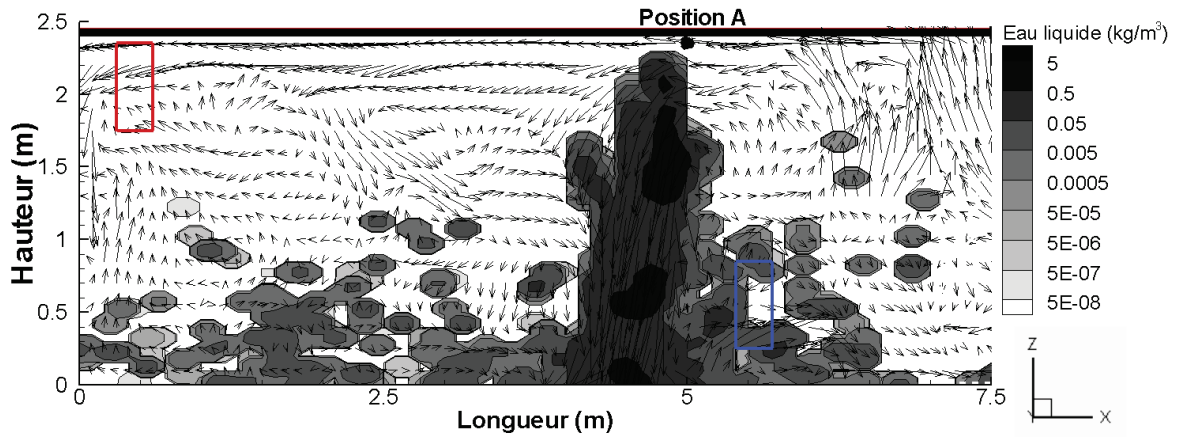 Position A
2.5
2
1.5
1
0.5
0
Hauteur (m)
0
2.5
5
7.5
Longueur (m)
Eau liquide (kg/m³)
5
0.5
0.05
0.005
0.0005
5E-05
5E-06
5E-07
5E-08
Z
Y
X